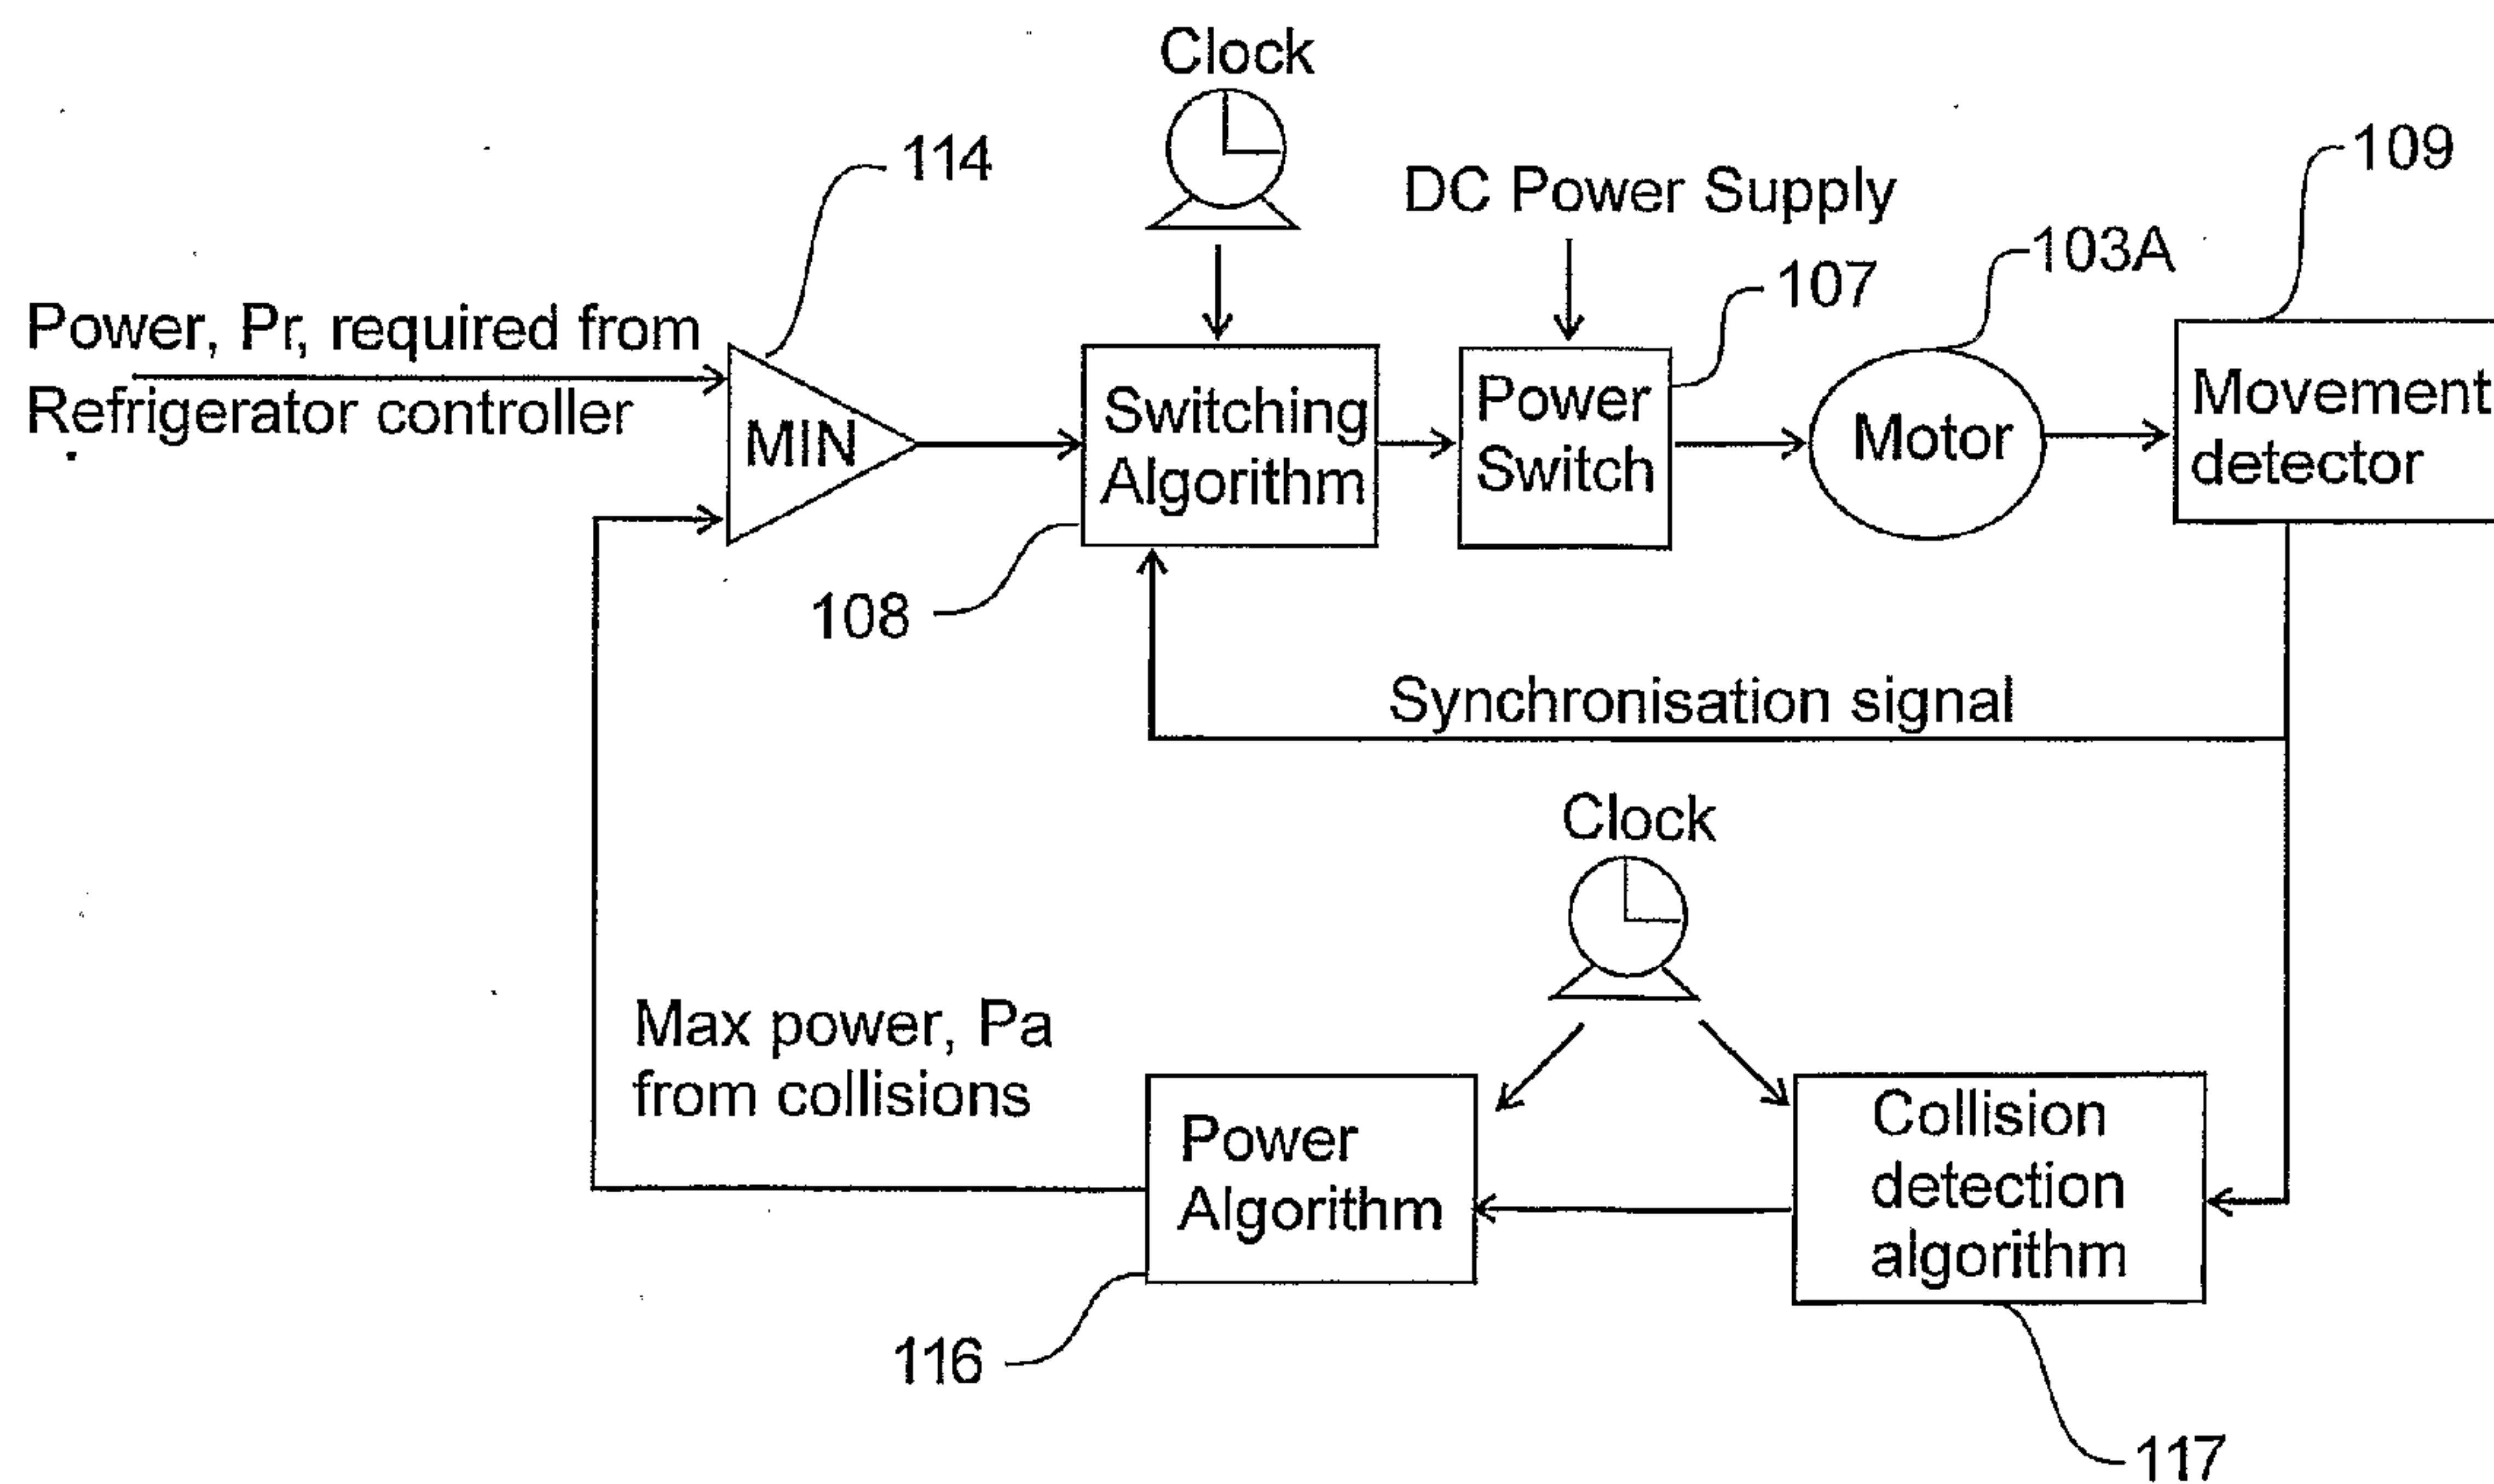 Clock
114
109
DC Power Supply
103A
107
Power, Pr, required from
Refrigerator controller
MIN
Switching
Algorithm
Power
Switch
Motor
Movement
detector
108
Synchronisation signal
Clock
Max power, Pa
from collisions
Power
Algorithm
Collision
detection
algorithm
116
117